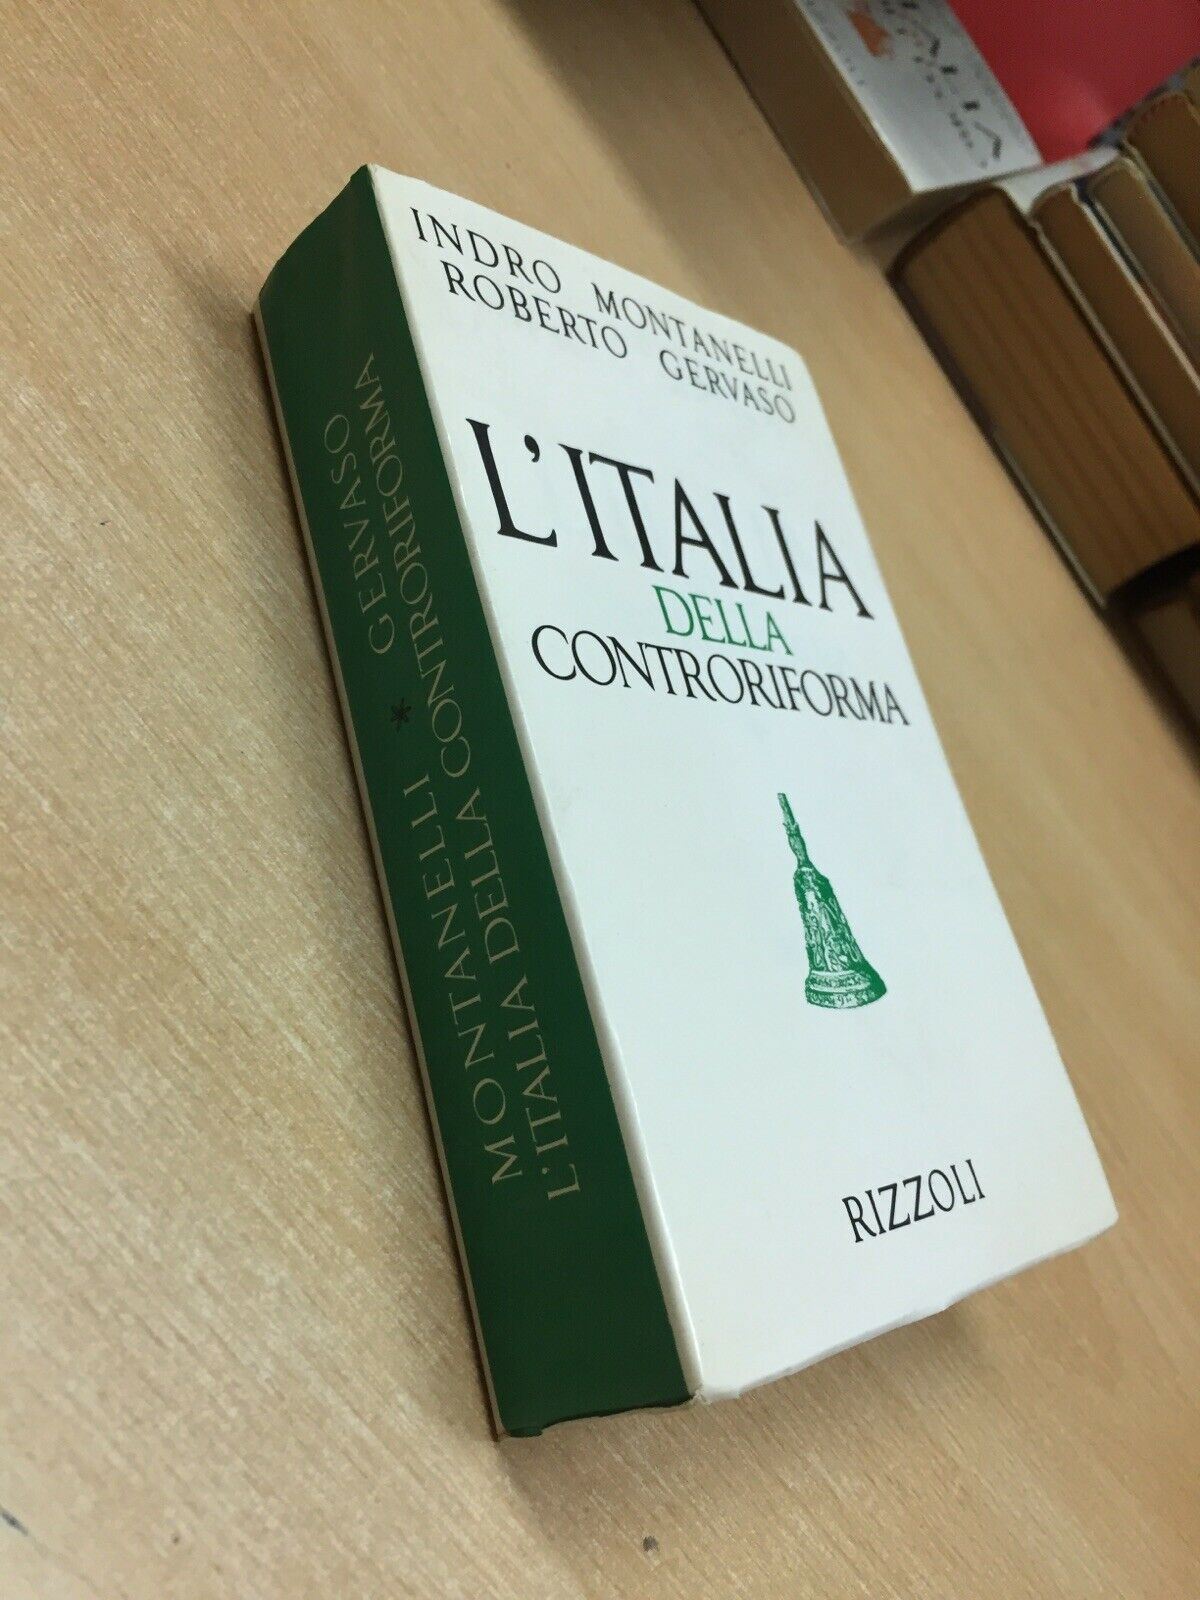 INDRO MONTANELLI
ROBERTO GERVASO
L'ITALIA
DELLA
CONTRORIFORMA
RIZZOLI
MONTANELLI * GERVASO
L'ITALIA DELLA CONTRORIFORMA